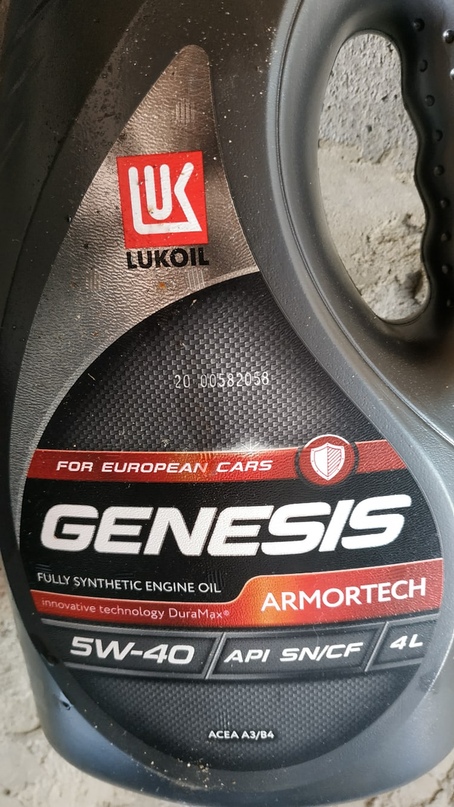 LUK
LUKOIL
20 00582058
FOR EUROPEAN CARS
GENESIS
FULLY SYNTHETIC ENGINE OIL
ARMORTECH
innovative technology DuraMax®
5W-40 API SN/CF 4L
ACEA A3/B4